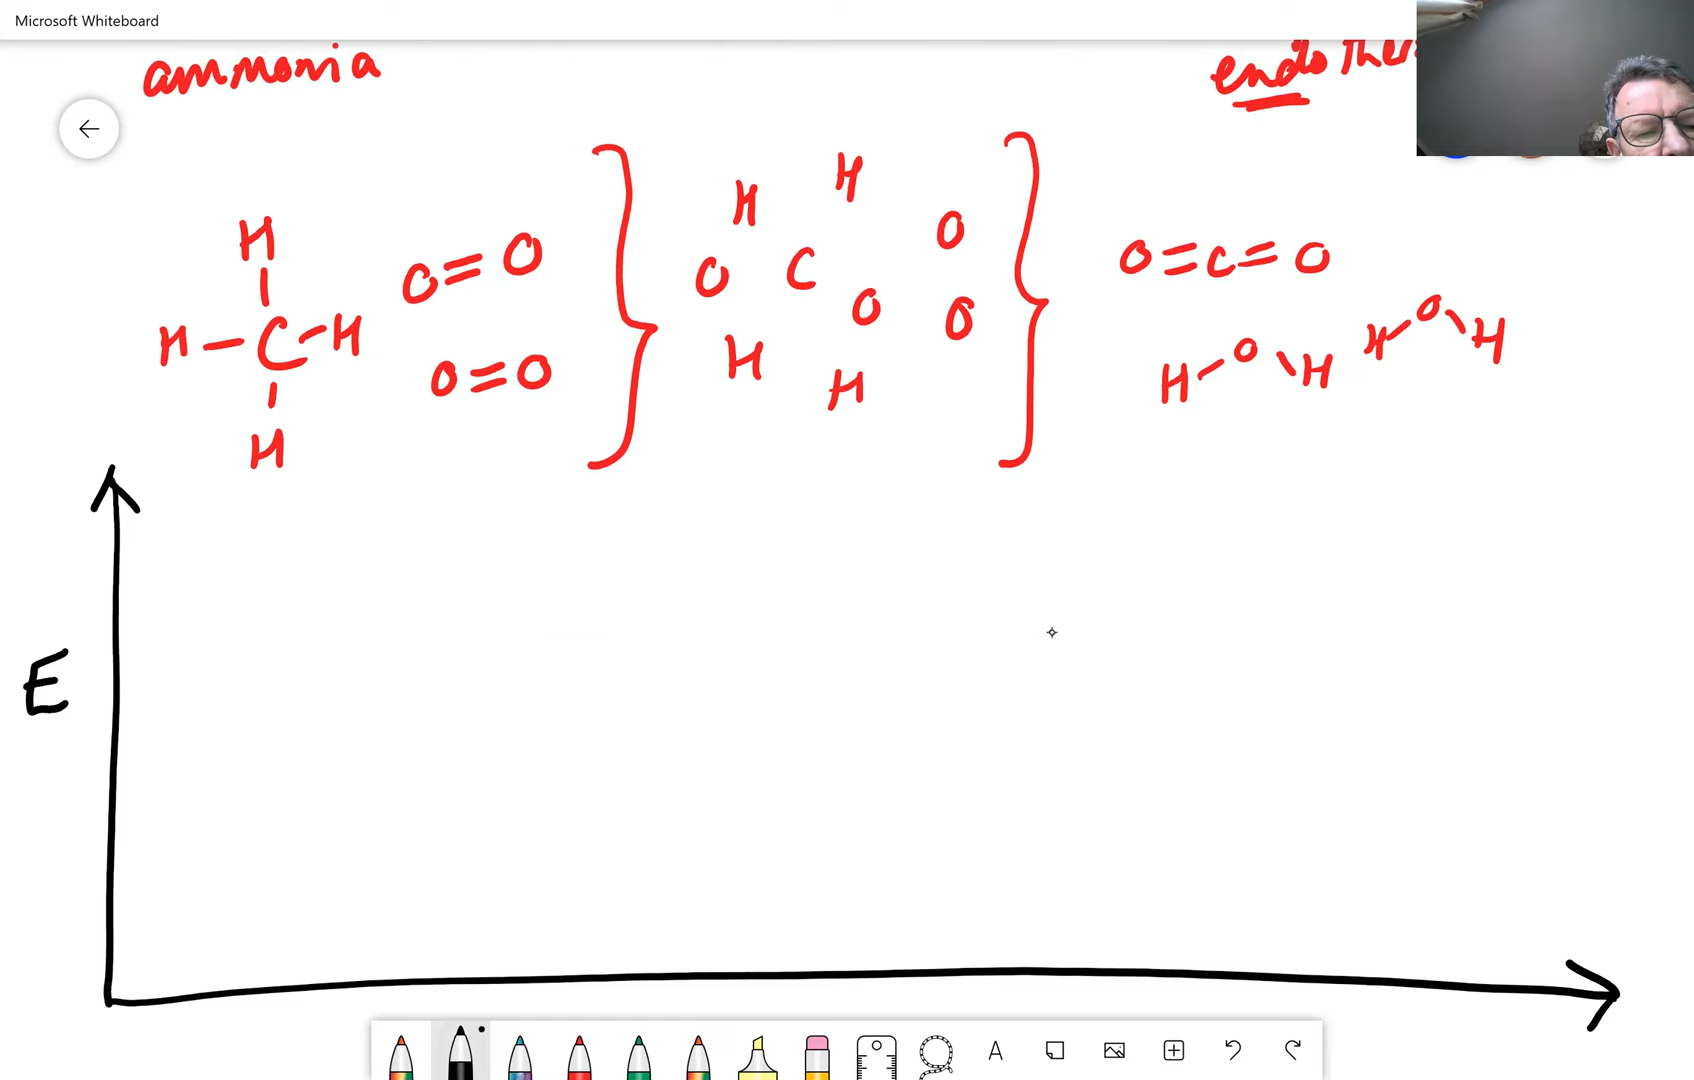 Microsoft Whiteboard
ammonia
endo
H H
H O
O=O O C O=C=O
H-C-H O O
O=O H O-H H O-H
H H
H
E
A